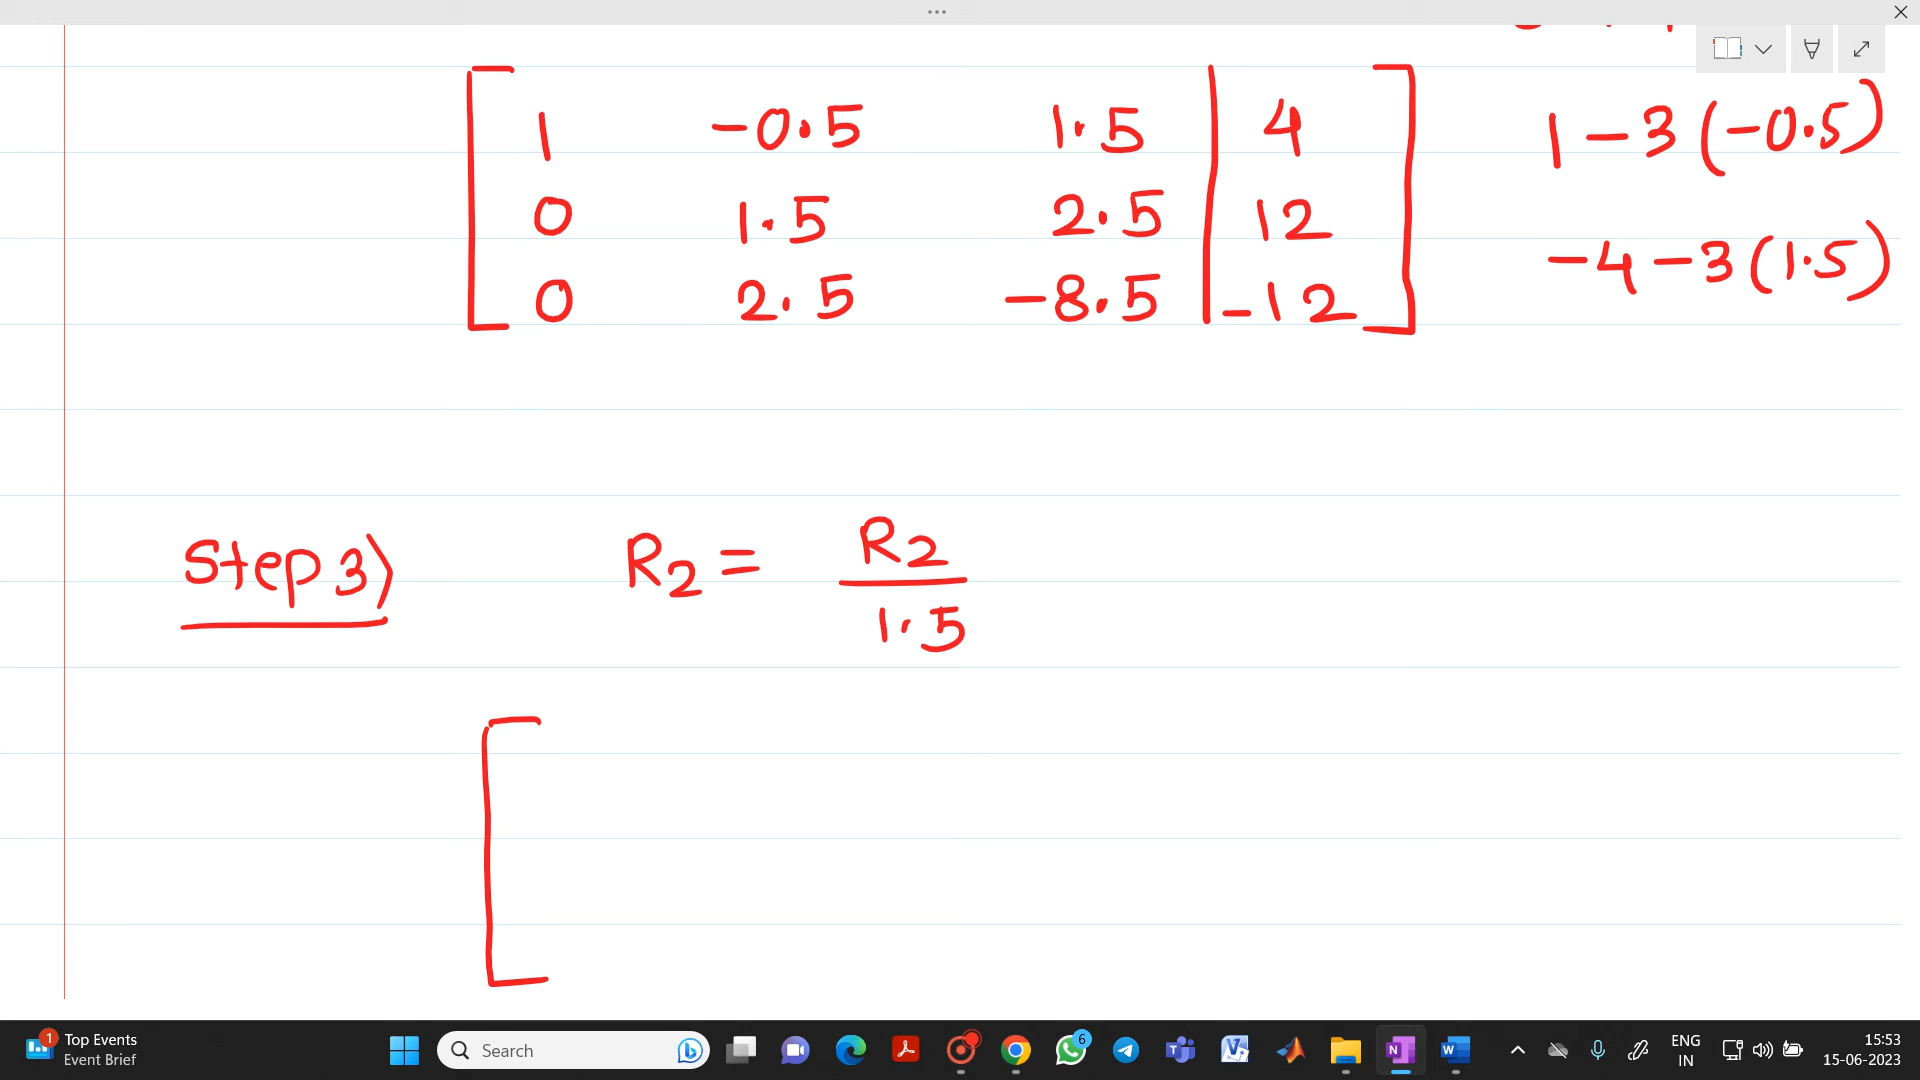 1 -0.5 1.5 4 1-3(-0.5)
0 1.5 2.5 12
-4-3(1.5)
0 2.5 -8.5 -12
Step 3) R2 = R2
1.5
1 Top Events
Event Brief
Search
6
ENG
IN
15:53
15-06-2023